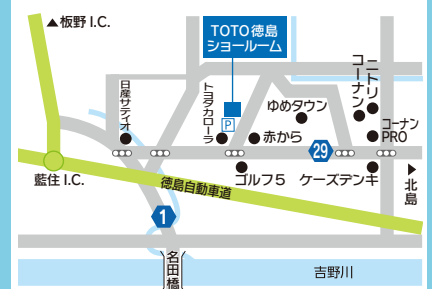 ▲板野 I.C.
TOTO徳島
ショールーム
日産サティオ
トヨタカローラ
P
ゆめタウン
コーナン
ニトリ
コーナン
PRO
赤から
29
藍住 I.C.
ゴルフ5
ケーズデンキ
▶北島
徳島自動車道
1
名田橋
吉野川